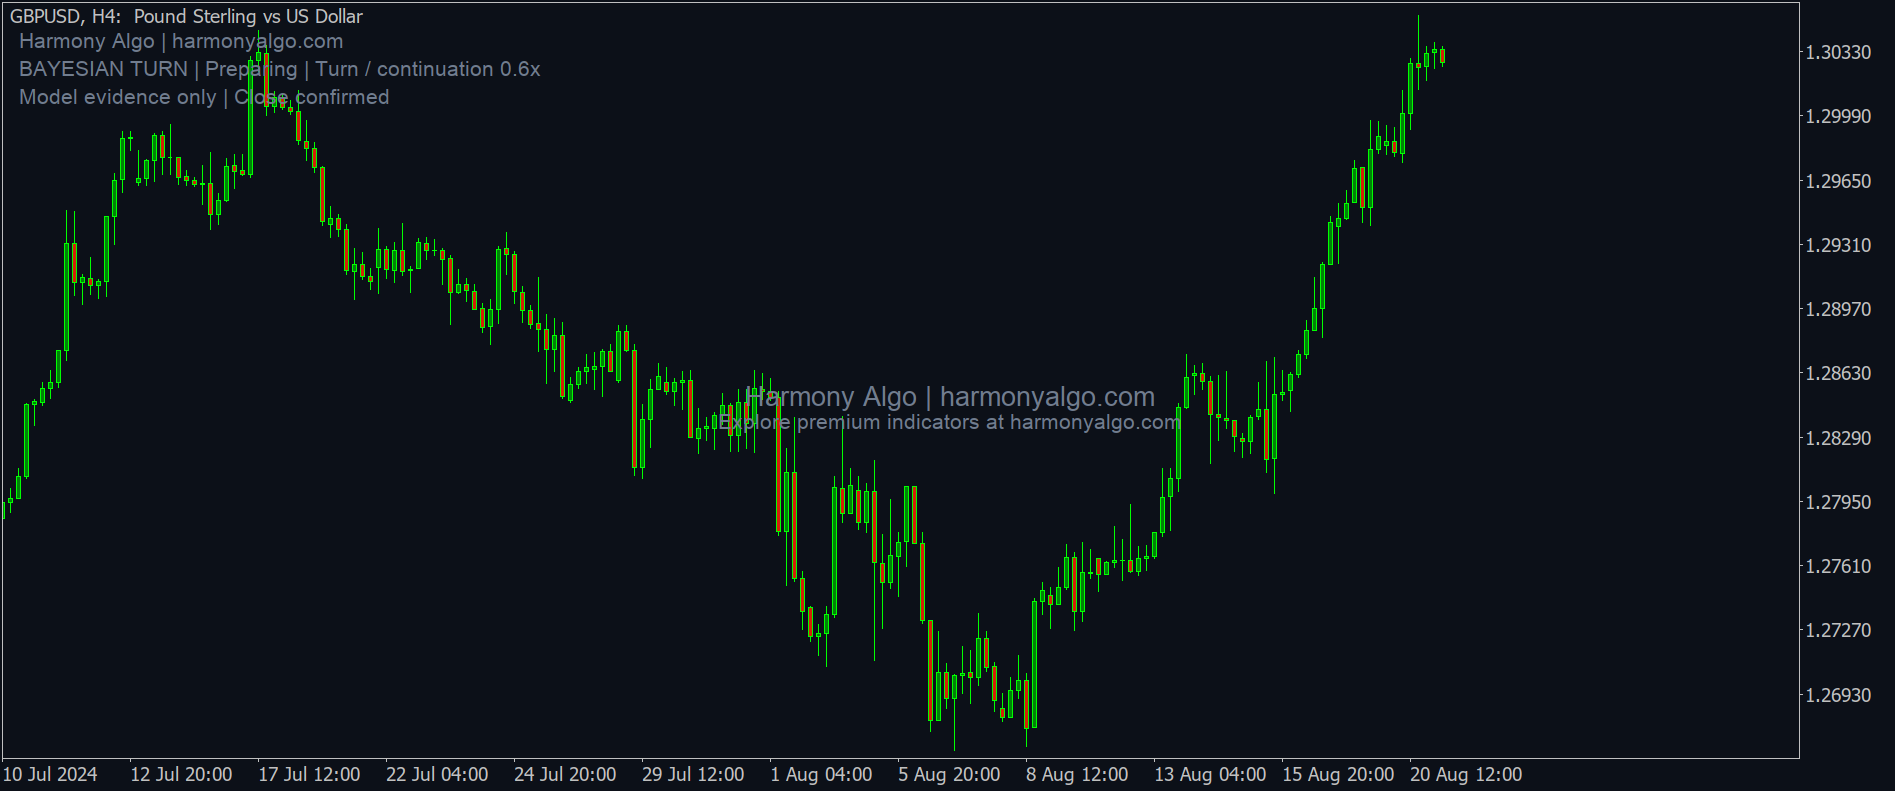 GBPUSD, H4: Pound Sterling vs US Dollar
Harmony Algo | harmonyalgo.com
BAYESIAN TURN | Preparing | Turn / continuation 0.6x
Model evidence only | Close confirmed
1.30330
1.29990
1.29650
1.29310
1.28970
1.28630
Harmony Algo | harmonyalgo.com
Explore premium indicators at harmonyalgo.com
1.28290
1.27950
1.27610
1.27270
1.26930
10 Jul 2024 12 Jul 20:00 17 Jul 12:00 22 Jul 04:00 24 Jul 20:00 29 Jul 12:00 1 Aug 04:00 5 Aug 20:00 8 Aug 12:00 13 Aug 04:00 15 Aug 20:00 20 Aug 12:00